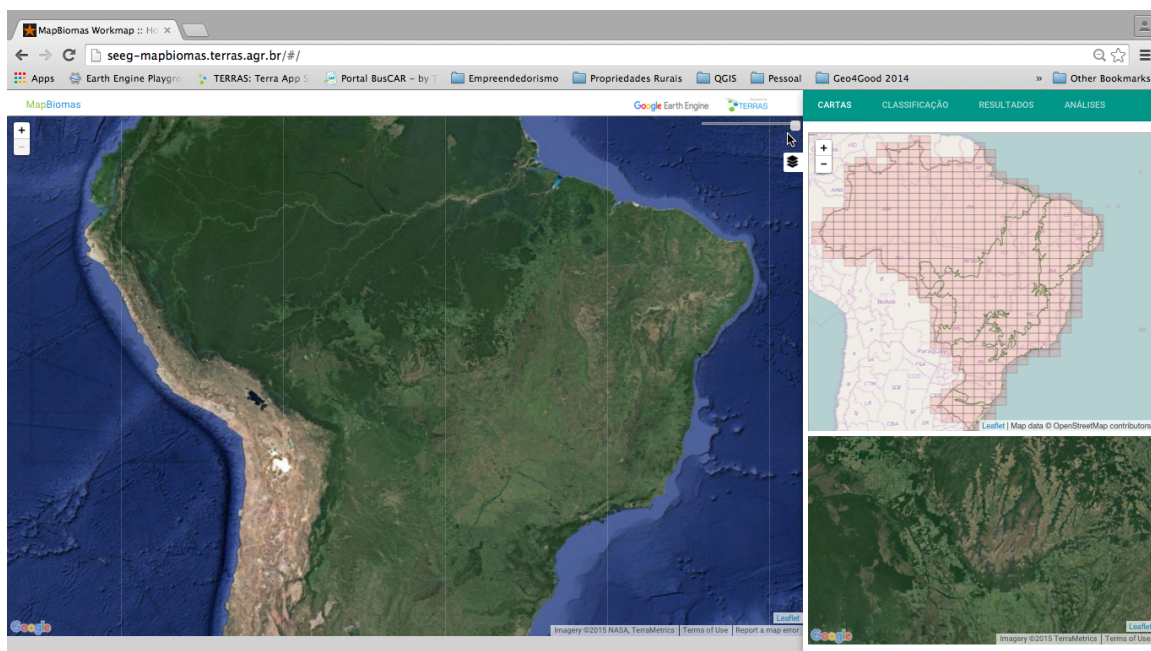 MapBiomas Workmap :: Ho
seeg-mapbiomas.terras.agr.br/#/
Apps Earth Engine Playgro TERRAS: Terra App S Portal BusCAR - by T Empreendedorismo Propriedades Rurais QGIS Pessoal Geo4Good 2014 » Other Bookmarks
MapBiomas Google Earth Engine TERRAS
CARTAS CLASSIFICAÇÃO RESULTADOS ANÁLISES
+
−
+
−
Leaflet | Map data © OpenStreetMap contributors
Google
Leaflet
Imagery ©2015 NASA, TerraMetrics | Terms of Use | Report a map error
Google
Leaflet
Imagery ©2015 TerraMetrics | Terms of Use